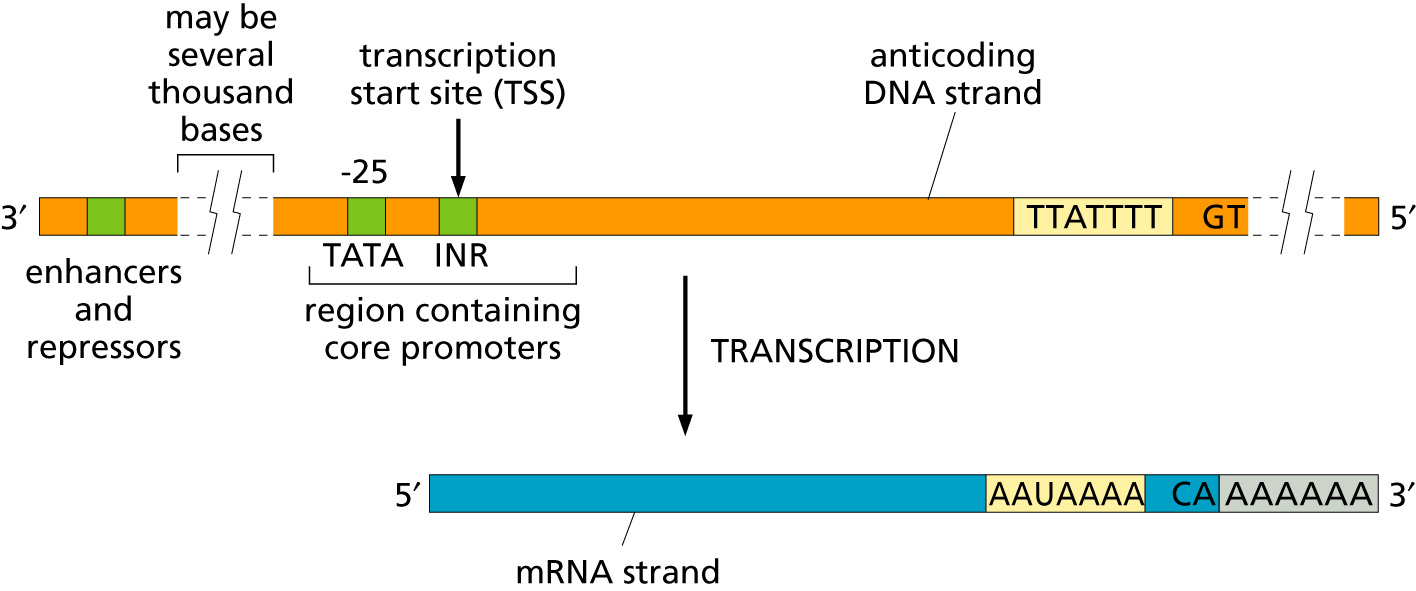 may be
several
thousand
bases
transcription
start site (TSS)
anticoding
DNA strand
-25
3′
TTATTTT
GT
5′
TATA
INR
enhancers
and
repressors
region containing
core promoters
TRANSCRIPTION
5′
AAUAAAA
CA
AAAAAA
3′
mRNA strand